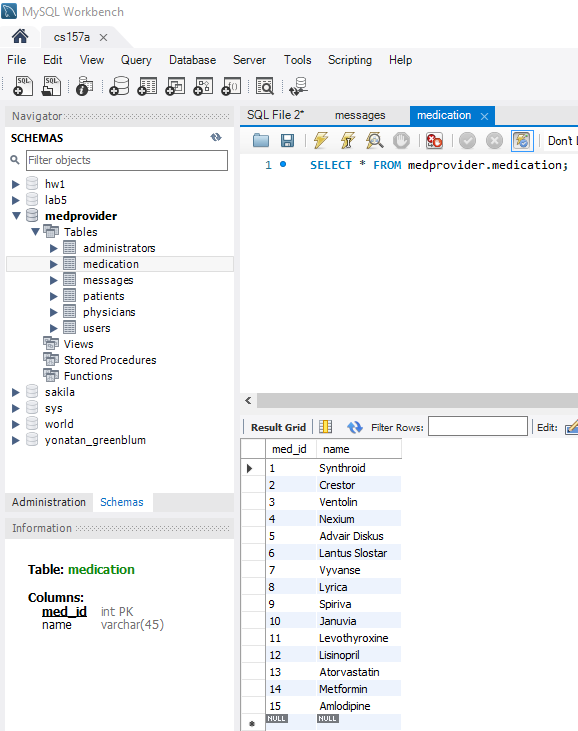 MySQL Workbench
cs157a
File Edit View Query Database Server Tools Scripting Help
Navigator
SCHEMAS
Filter objects
hw1
lab5
medprovider
Tables
administrators
medication
messages
patients
physicians
users
Views
Stored Procedures
Functions
sakila
sys
world
yonatan_greenblum
Administration Schemas
Information
Table: medication
Columns:
med_id int PK
name varchar(45)
SQL File 2* messages medication
Don't L
1 SELECT * FROM medprovider.medication;
Result Grid Filter Rows: Edit:
med_id name
1 Synthroid
2 Crestor
3 Ventolin
4 Nexium
5 Advair Diskus
6 Lantus Slostar
7 Vyvanse
8 Lyrica
9 Spiriva
10 Januvia
11 Levothyroxine
12 Lisinopril
13 Atorvastatin
14 Metformin
15 Amlodipine
NULL NULL